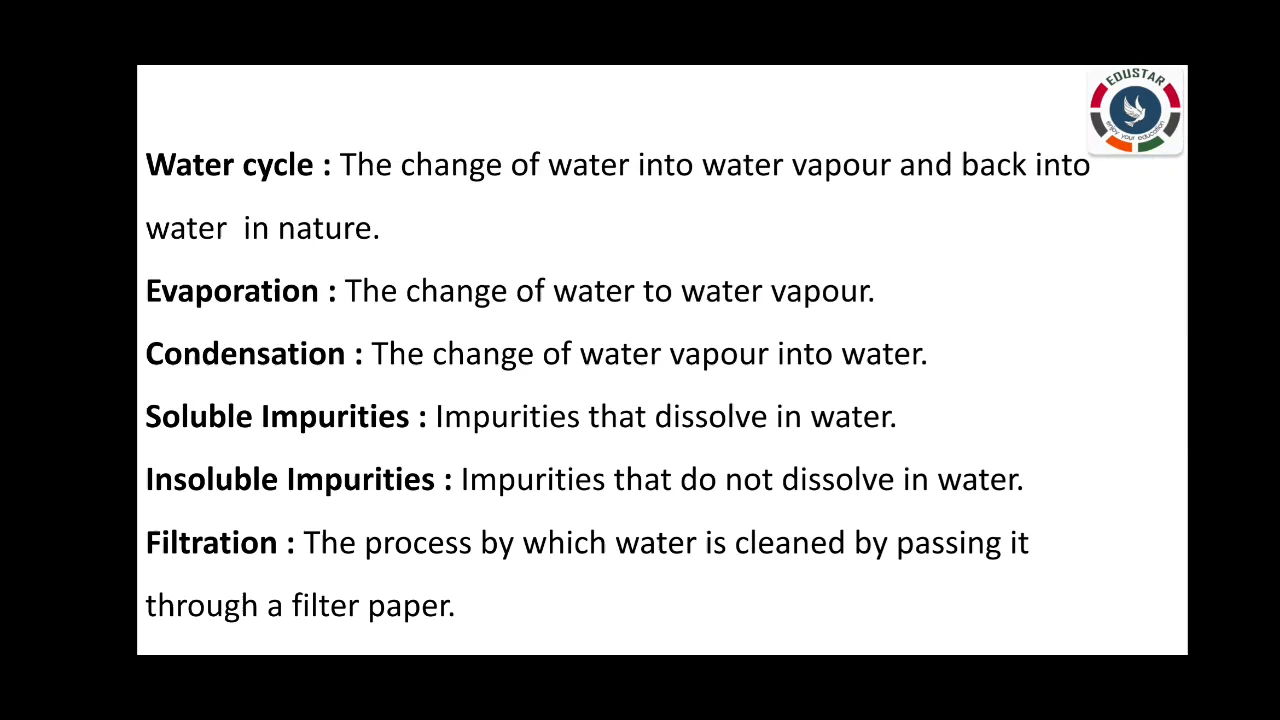 EDUSTAR
enjoy your education
Water cycle : The change of water into water vapour and back into
water  in nature.
Evaporation : The change of water to water vapour.
Condensation : The change of water vapour into water.
Soluble Impurities : Impurities that dissolve in water.
Insoluble Impurities : Impurities that do not dissolve in water.
Filtration : The process by which water is cleaned by passing it
through a filter paper.